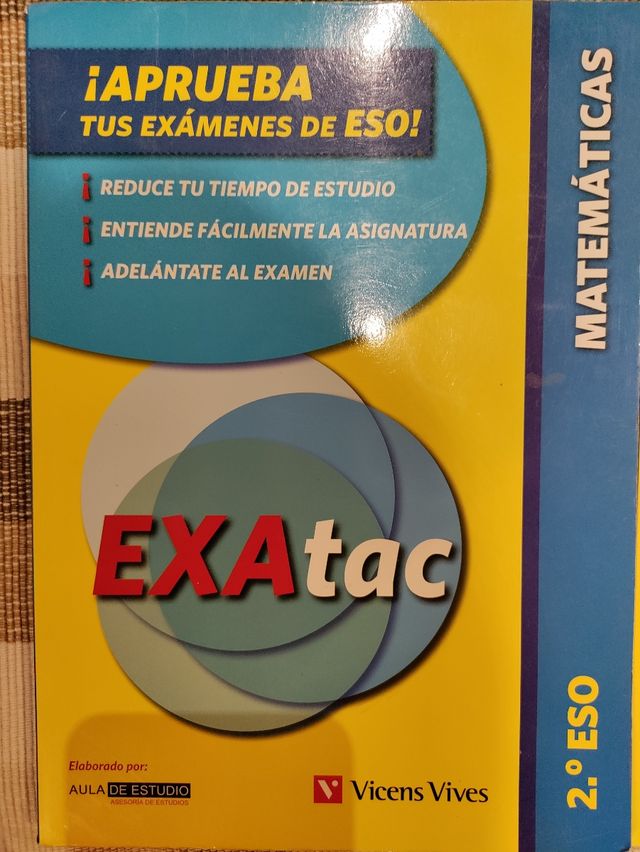 ¡APRUEBA
TUS EXÁMENES DE ESO!
¡ REDUCE TU TIEMPO DE ESTUDIO
¡ ENTIENDE FÁCILMENTE LA ASIGNATURA
¡ ADELÁNTATE AL EXAMEN
EXAtac
Elaborado por:
AULA DE ESTUDIO
ASESORÍA DE ESTUDIOS
Vicens Vives
MATEMÁTICAS
2.º ESO